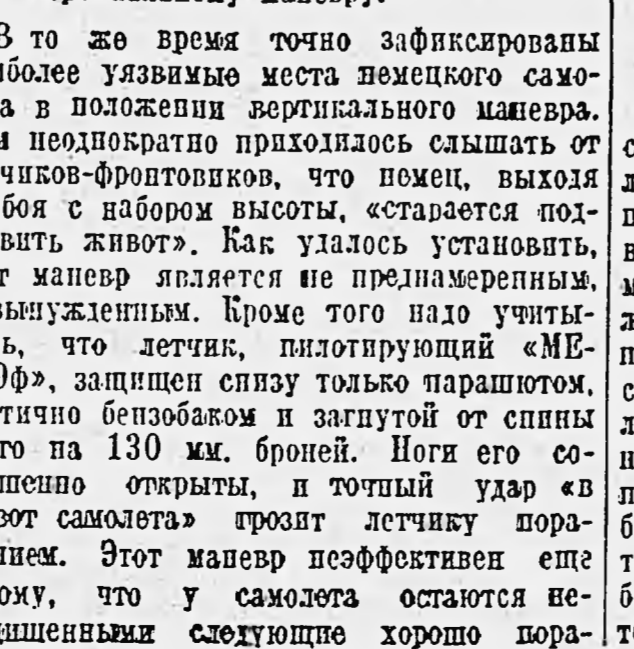 В то же время точно зафиксированы
иболее уязвимые места немецкого само-
а в положении вертикального маневра.
м неоднократно приходилось слышать от
чиков-фронтовиков, что немец, выходя
боя с набором высоты, «старается под-
вить живот». Как удалось установить,
т маневр является не преднамеренным,
вынужденным. Кроме того надо учиты-
ь, что летчик, пилотирующий «МЕ-
Эф», защищен снизу только парашютом,
тично бензобаком и загнутой от спины
го на 130 мм. броней. Ноги его со-
шенно открыты, и точный удар «в
вот самолета» грозит летчику пора-
нием. Этот маневр неэффективен еще
ому, что у самолета остаются не-
ищенными следующие хорошо пора-